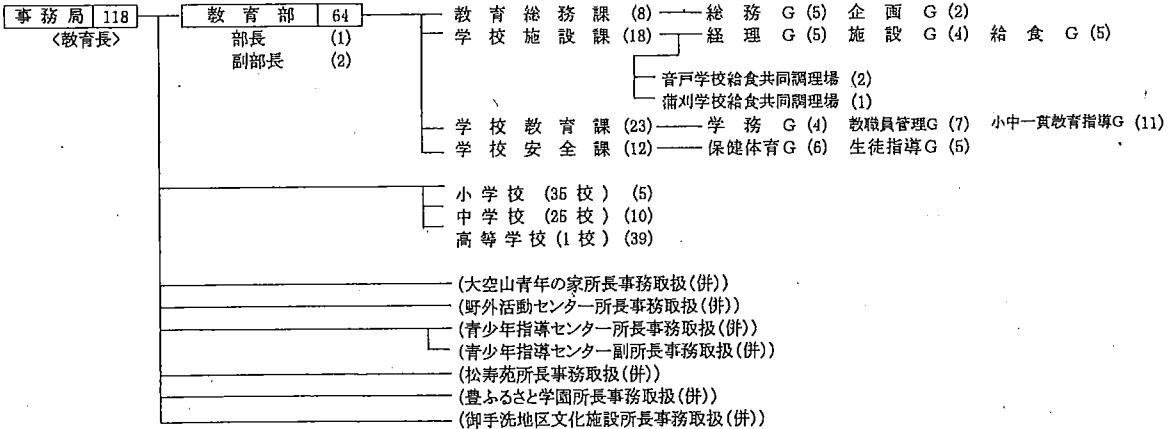 事務局 118 教育部 64 教育総務課 (8) 総務G (5) 企画G (2)
<教育長> 部長 (1) 学校施設課 (18) 経理G (5) 施設G (4) 給食G (5)
副部長 (2)
音戸学校給食共同調理場 (2)
蒲刈学校給食共同調理場 (1)
学校教育課 (23) 学務G (4) 教職員管理G (7) 小中一貫教育指導G (11)
学校安全課 (12) 保健体育G (6) 生徒指導G (5)
小学校 (35校) (5)
中学校 (25校) (10)
高等学校 (1校) (39)
(大空山青年の家所長事務取扱(併))
(野外活動センター所長事務取扱(併))
(青少年指導センター所長事務取扱(併))
(青少年指導センター副所長事務取扱(併))
(松寿苑所長事務取扱(併))
(豊ふるさと学園所長事務取扱(併))
(御手洗地区文化施設所長事務取扱(併))